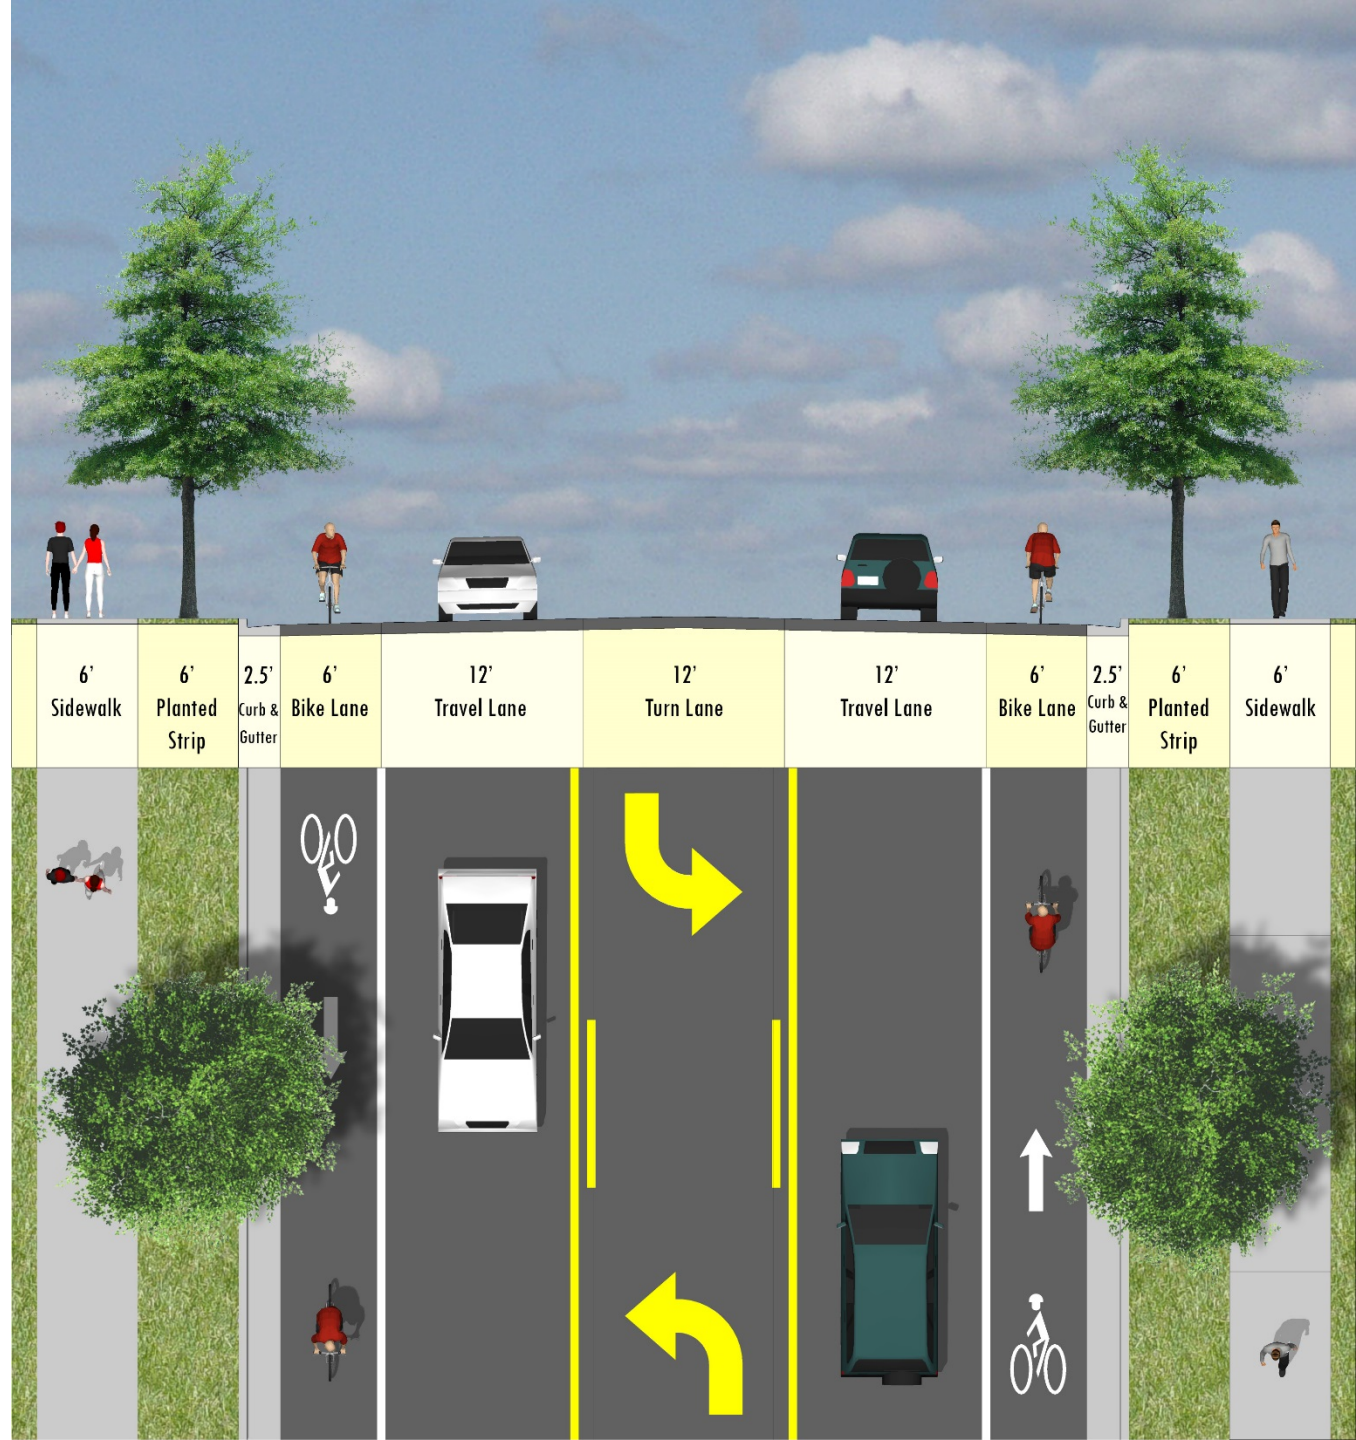 6’
Sidewalk
6’
Planted
Strip
2.5’
Curb &
Gutter
6’
Bike Lane
12’
Travel Lane
12’
Turn Lane
12’
Travel Lane
6’
Bike Lane
2.5’
Curb &
Gutter
6’
Planted
Strip
6’
Sidewalk